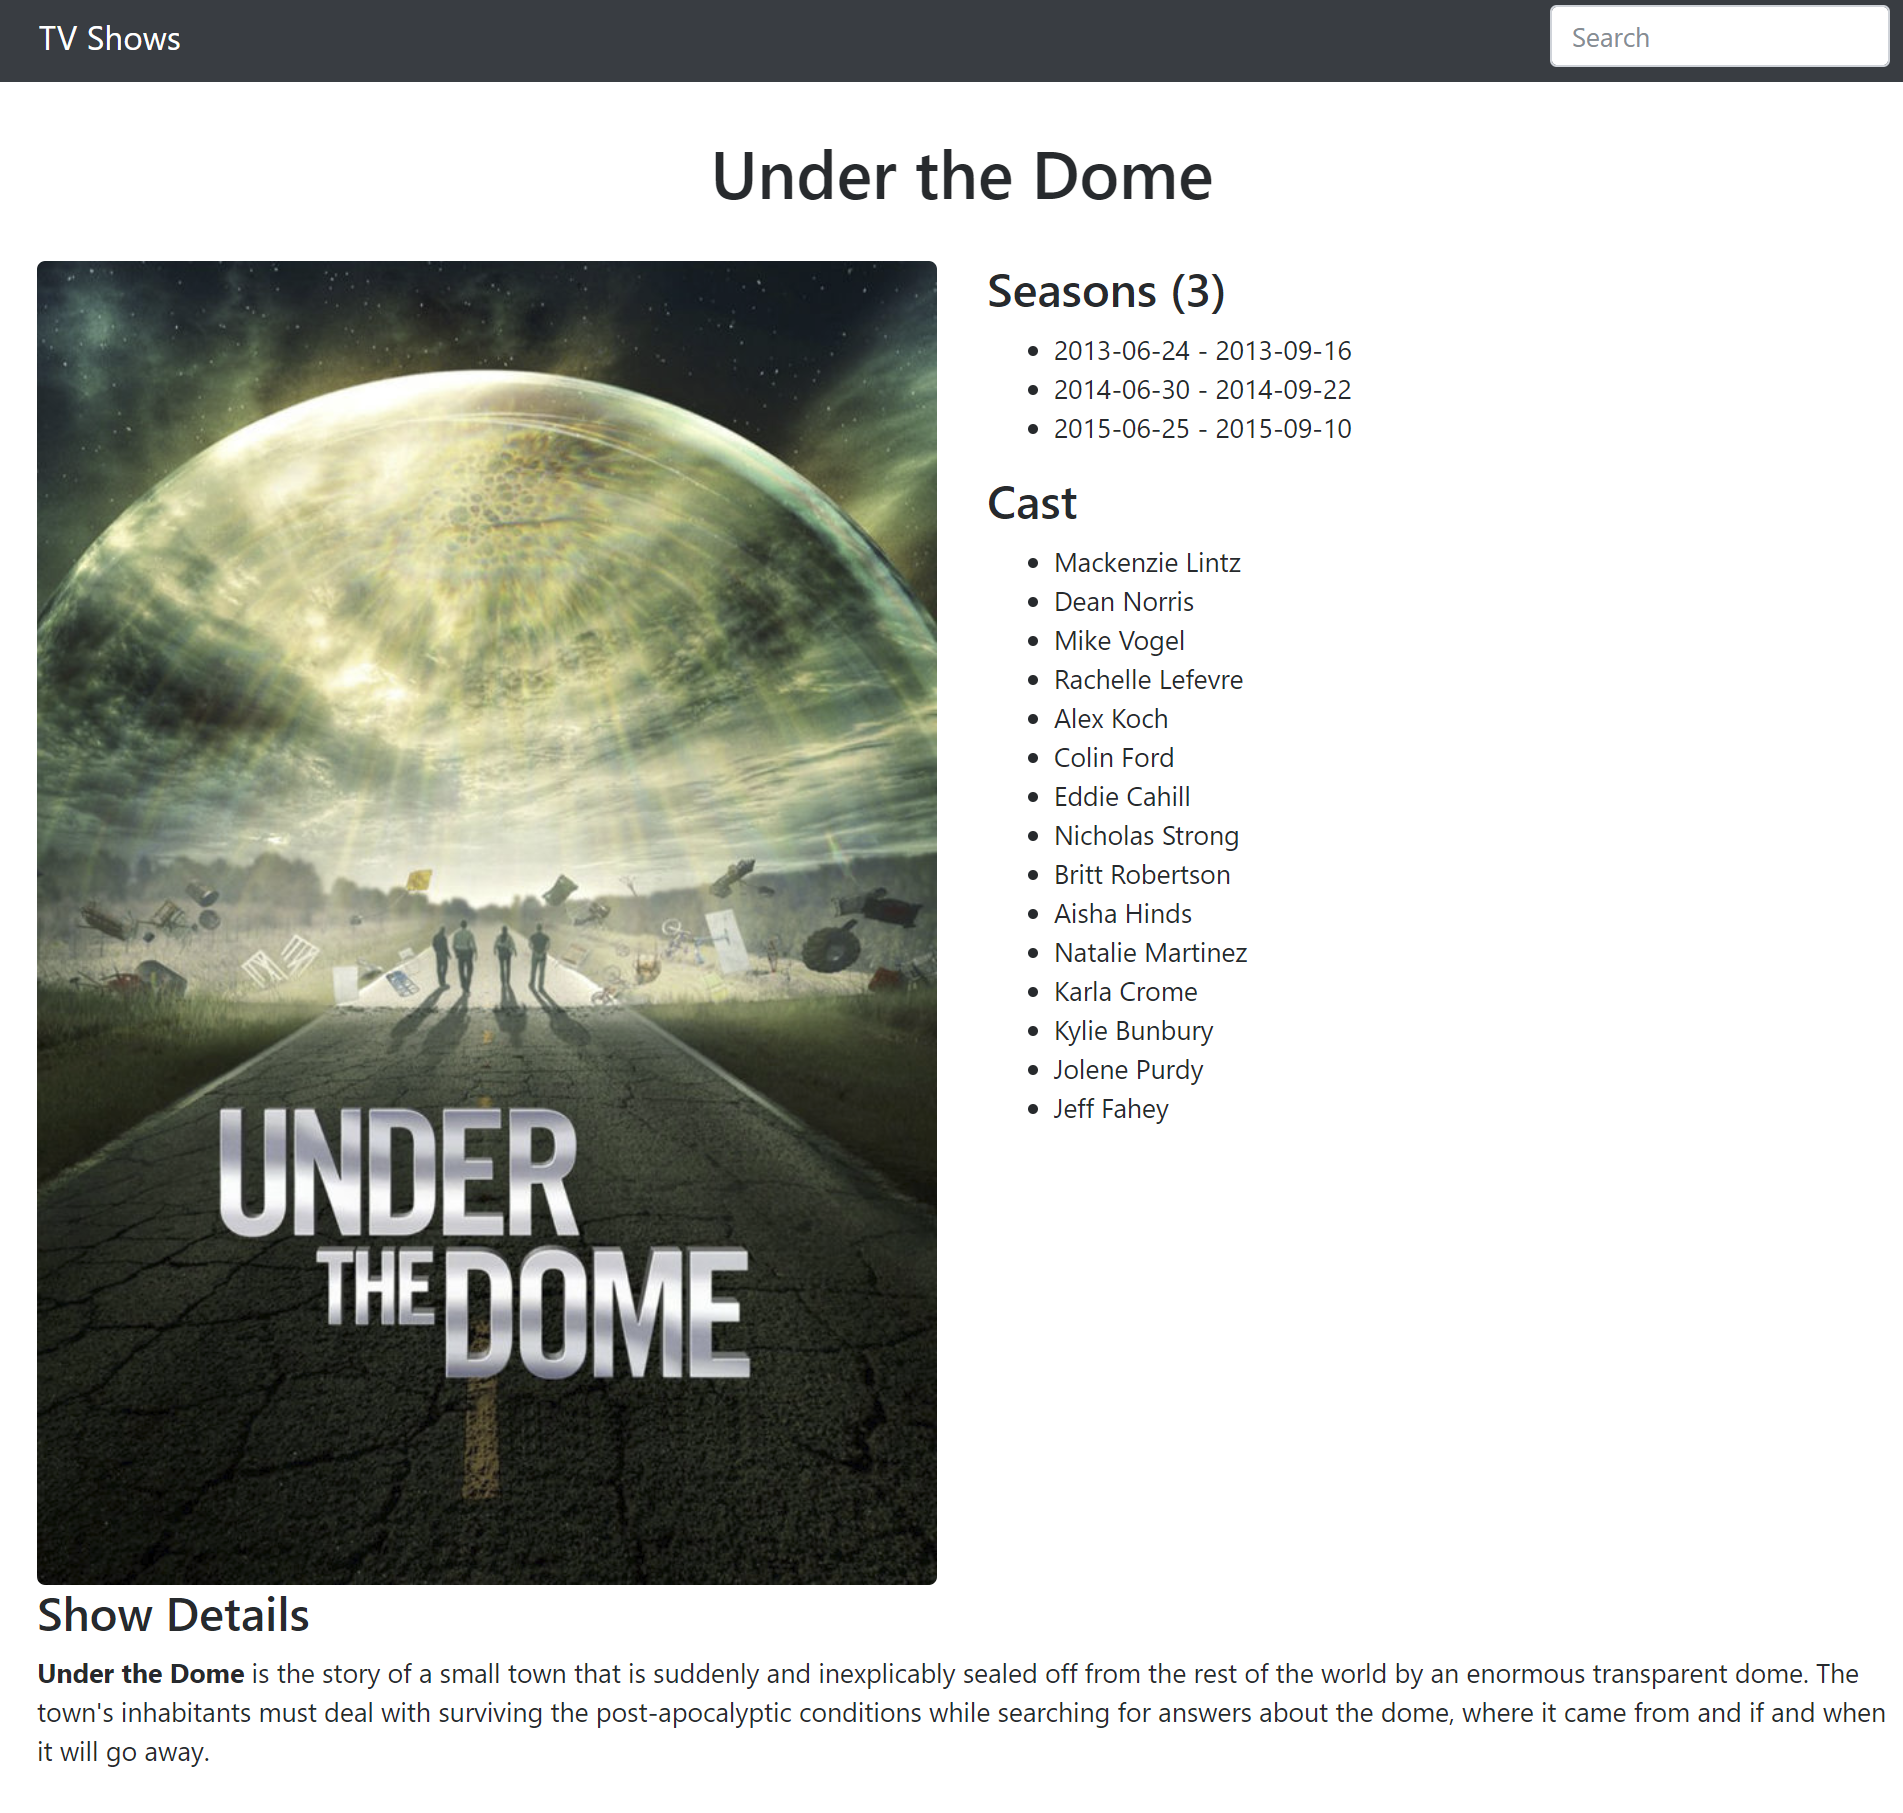 TV Shows
Search
Under the Dome
UNDER
THE DOME
Seasons (3)
2013-06-24 - 2013-09-16
2014-06-30 - 2014-09-22
2015-06-25 - 2015-09-10
Cast
Mackenzie Lintz
Dean Norris
Mike Vogel
Rachelle Lefevre
Alex Koch
Colin Ford
Eddie Cahill
Nicholas Strong
Britt Robertson
Aisha Hinds
Natalie Martinez
Karla Crome
Kylie Bunbury
Jolene Purdy
Jeff Fahey
Show Details
Under the Dome is the story of a small town that is suddenly and inexplicably sealed off from the rest of the world by an enormous transparent dome. The
town's inhabitants must deal with surviving the post-apocalyptic conditions while searching for answers about the dome, where it came from and if and when
it will go away.